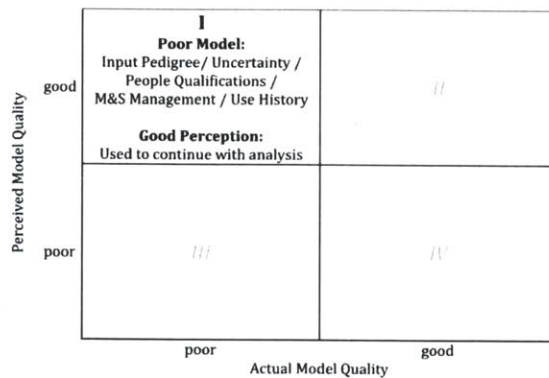 I
Poor Model:
Input Pedigree/ Uncertainty /
People Qualifications /
M&S Management / Use History
Good Perception:
Used to continue with analysis
II
III
IV
good
poor
Perceived Model Quality
poor
good
Actual Model Quality